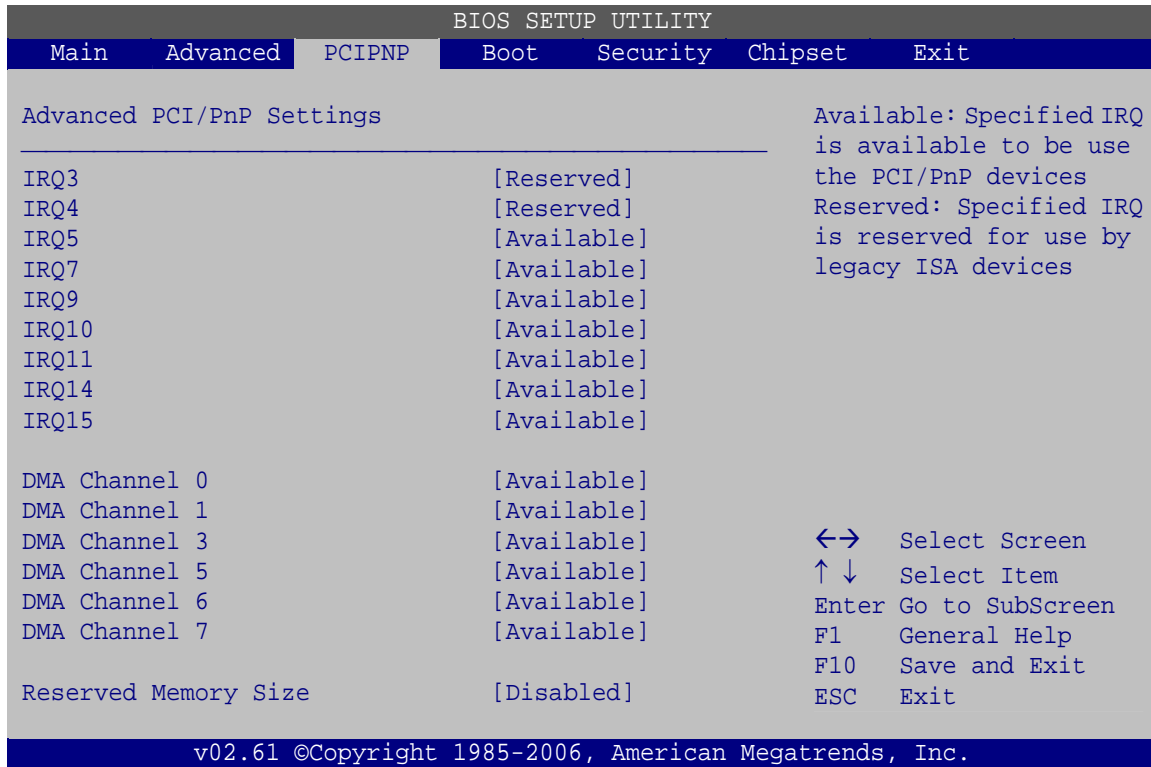 BIOS SETUP UTILITY
Main Advanced PCIPNP Boot Security Chipset Exit
Advanced PCI/PnP Settings
IRQ3 [Reserved]
IRQ4 [Reserved]
IRQ5 [Available]
IRQ7 [Available]
IRQ9 [Available]
IRQ10 [Available]
IRQ11 [Available]
IRQ14 [Available]
IRQ15 [Available]
DMA Channel 0 [Available]
DMA Channel 1 [Available]
DMA Channel 3 [Available]
DMA Channel 5 [Available]
DMA Channel 6 [Available]
DMA Channel 7 [Available]
Reserved Memory Size [Disabled]
Available: Specified IRQ
is available to be use
the PCI/PnP devices
Reserved: Specified IRQ
is reserved for use by
legacy ISA devices
←→ Select Screen
↑↓ Select Item
Enter Go to SubScreen
F1 General Help
F10 Save and Exit
ESC Exit
v02.61 ©Copyright 1985-2006, American Megatrends, Inc.